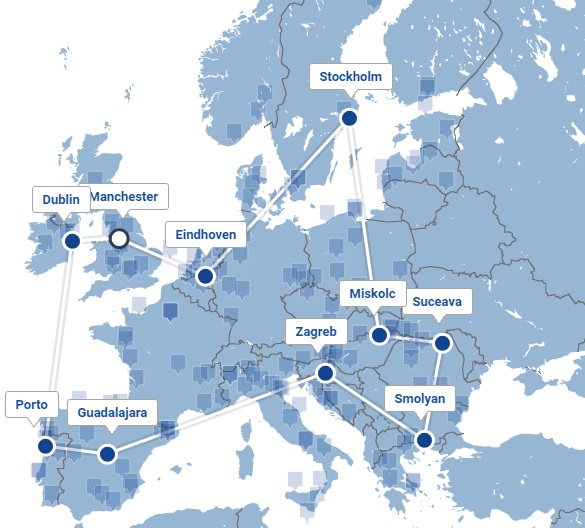 Stockholm
Manchester
Dublin
Eindhoven
Miskolc
Suceava
Zagreb
Smolyan
Porto
Guadalajara